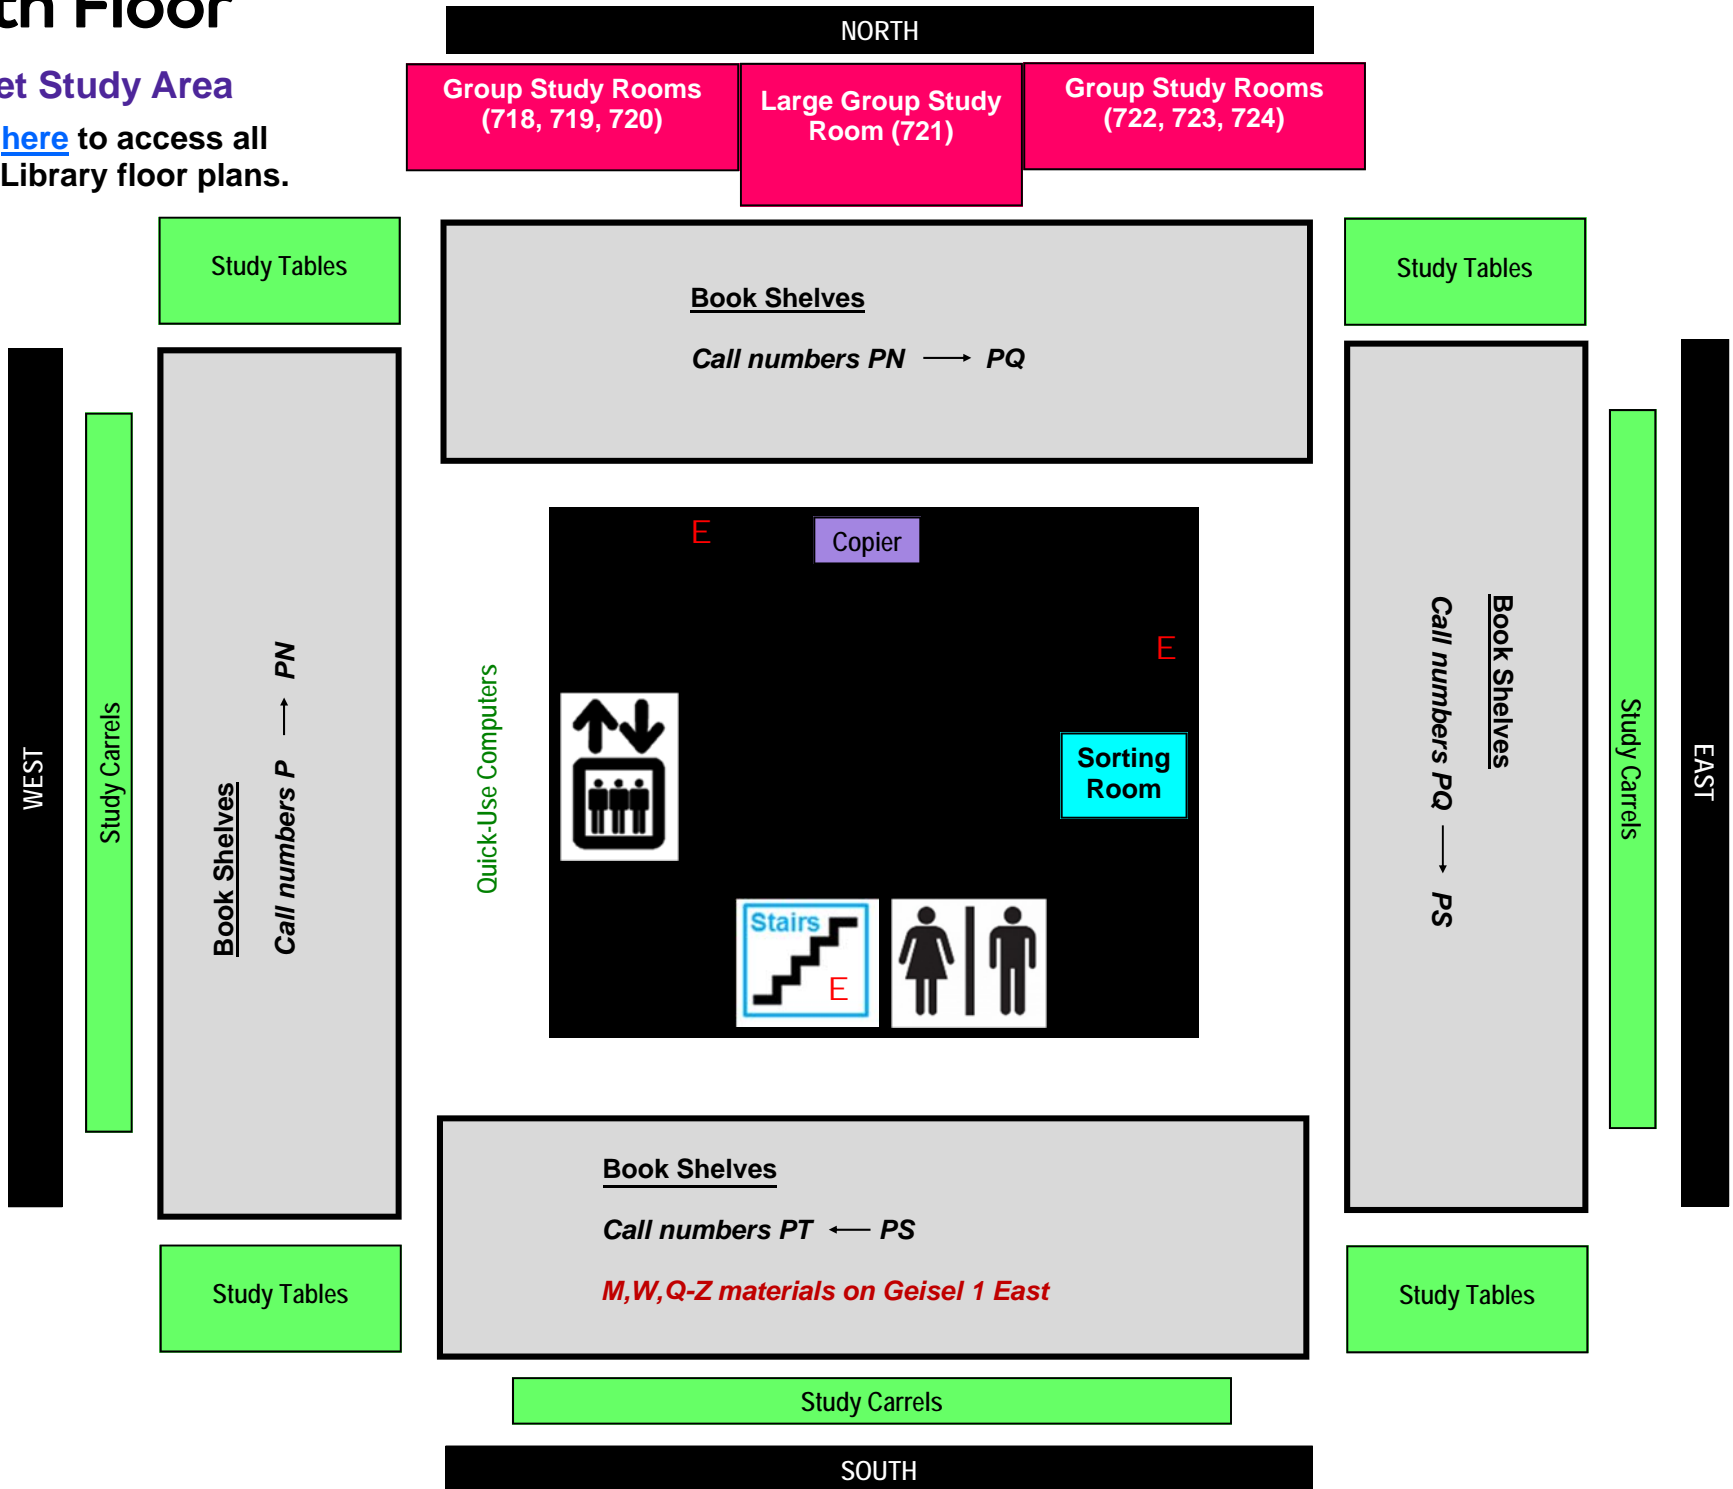 th Floor
et Study Area
here to access all
Library floor plans.
NORTH
Group Study Rooms
(718, 719, 720)
Large Group Study
Room (721)
Group Study Rooms
(722, 723, 724)
Study Tables
Book Shelves
Call numbers PN → PQ
Study Tables
WEST
Study Carrels
Book Shelves
Call numbers P → PN
Quick-Use Computers
E
Copier
E
Sorting
Room
Stairs
E
Book Shelves
Call numbers PQ → PS
Study Carrels
EAST
Study Tables
Book Shelves
Call numbers PT ← PS
M,W,Q-Z materials on Geisel 1 East
Study Tables
Study Carrels
SOUTH